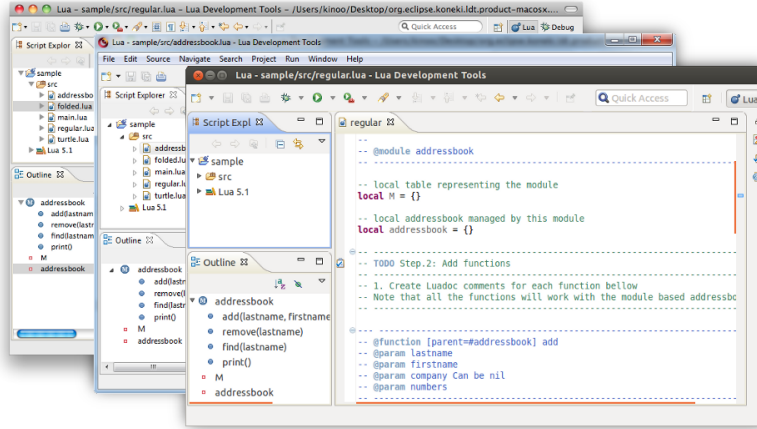 Lua - sample/src/regular.lua - Lua Development Tools - /Users/kinoo/Desktop/org.eclipse.koneki.ldt.product-macosx....
Quick Access
Lua
Debug
Script Explor
sample
src
addressbo
folded.lua
main.lua
regular.lua
turtle.lua
Lua 5.1
Outline
addressbook
add(lastnam
remove(lastn
find(lastnam
print()
M
addressbook
Lua - sample/src/addressbook.lua - Lua Development Tools
File Edit Source Navigate Search Project Run Window Help
Script Explorer
sample
src
addressb
folded.lu
main.lua
regular.lu
turtle.lua
Lua 5.1
Outline
addressbook
add(lastn
remove(l
find(lastr
print()
M
addressbook
Lua - sample/src/regular.lua - Lua Development Tools
Quick Access
Lua
Script Expl
sample
src
Lua 5.1
Outline
addressbook
add(lastname, firstname
remove(lastname)
find(lastname)
print()
M
addressbook
regular
--
-- @module addressbook
-- local table representing the module
local M = {}
-- local addressbook managed by this module
local addressbook = {}
-- TODO Step.2: Add functions
-- 1. Create Luadoc comments for each function bellow
-- Note that all the functions will work with the module based addressbo
-- @function [parent=#addressbook] add
-- @param lastname
-- @param firstname
-- @param company Can be nil
-- @param numbers